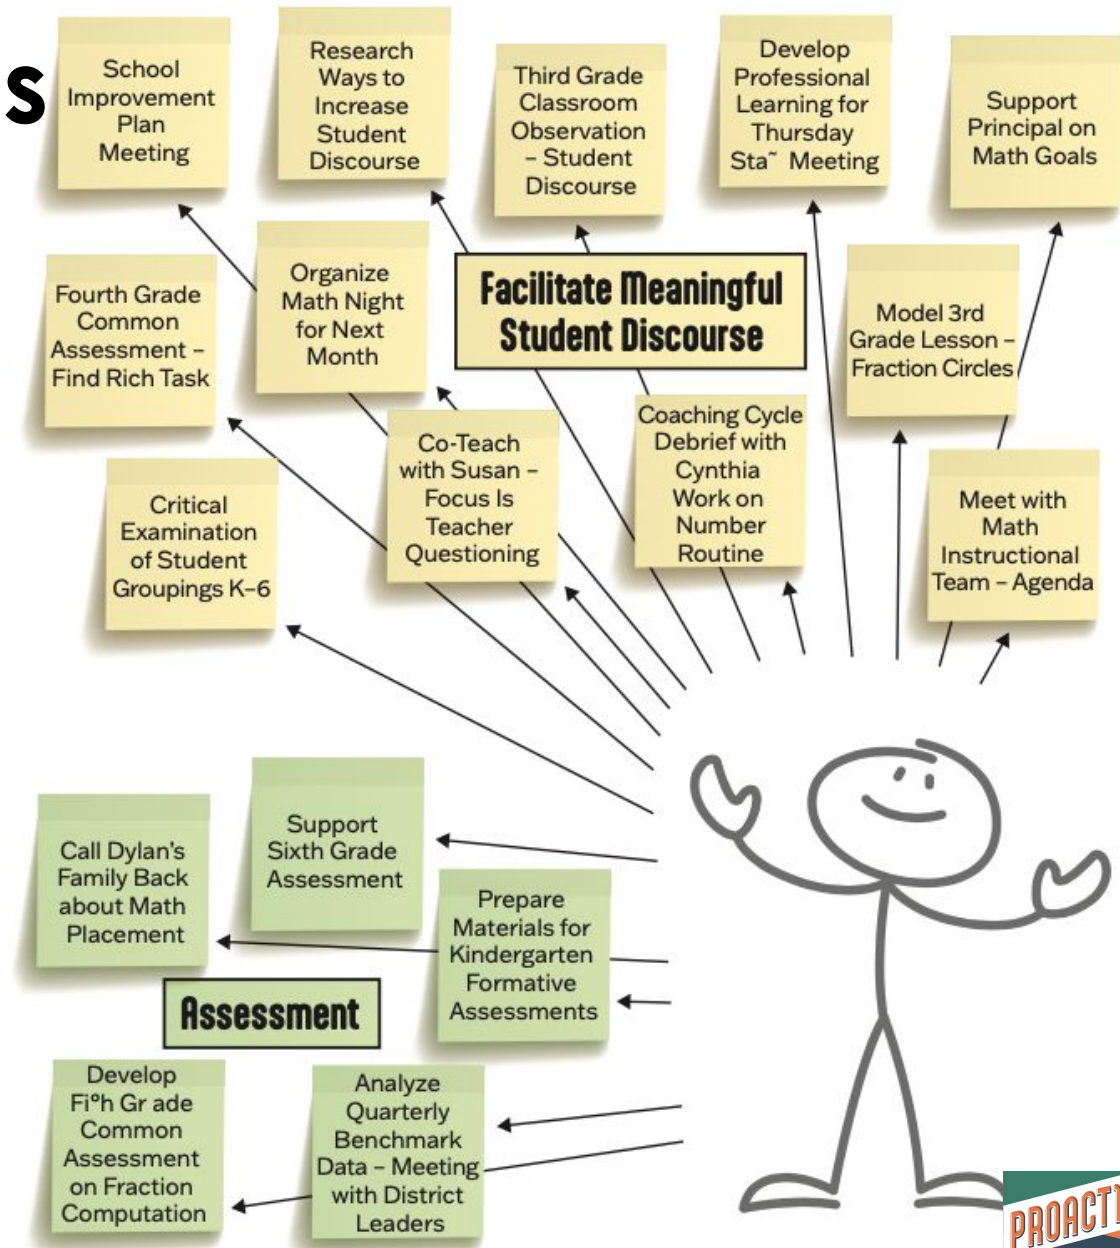 s
School
Improvement
Plan
Meeting
Research
Ways to
Increase
Student
Discourse
Third Grade
Classroom
Observation
– Student
Discourse
Develop
Professional
Learning for
Thursday
Sta˜ Meeting
Support
Principal on
Math Goals
Fourth Grade
Common
Assessment –
Find Rich Task
Organize
Math Night
for Next
Month
Facilitate Meaningful
Student Discourse
Model 3rd
Grade Lesson –
Fraction Circles
Critical
Examination
of Student
Groupings K–6
Co-Teach
with Susan –
Focus Is
Teacher
Questioning
Coaching Cycle
Debrief with
Cynthia
Work on
Number
Routine
Meet with
Math
Instructional
Team – Agenda
Call Dylan’s
Family Back
about Math
Placement
Support
Sixth Grade
Assessment
Prepare
Materials for
Kindergarten
Formative
Assessments
Assessment
Develop
Fi°h Gr ade
Common
Assessment
on Fraction
Computation
Analyze
Quarterly
Benchmark
Data – Meeting
with District
Leaders